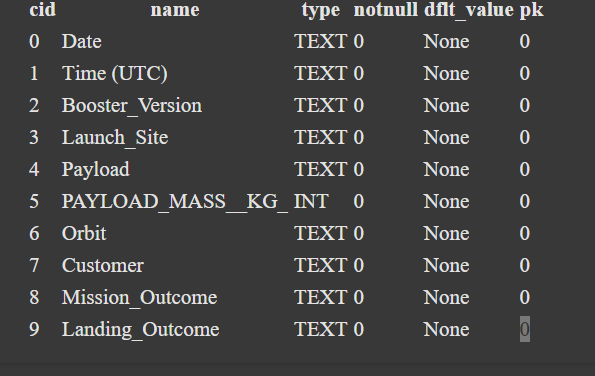 cid name type notnull dflt_value pk
0 Date TEXT 0 None 0
1 Time (UTC) TEXT 0 None 0
2 Booster_Version TEXT 0 None 0
3 Launch_Site TEXT 0 None 0
4 Payload TEXT 0 None 0
5 PAYLOAD_MASS__KG_ INT 0 None 0
6 Orbit TEXT 0 None 0
7 Customer TEXT 0 None 0
8 Mission_Outcome TEXT 0 None 0
9 Landing_Outcome TEXT 0 None 0